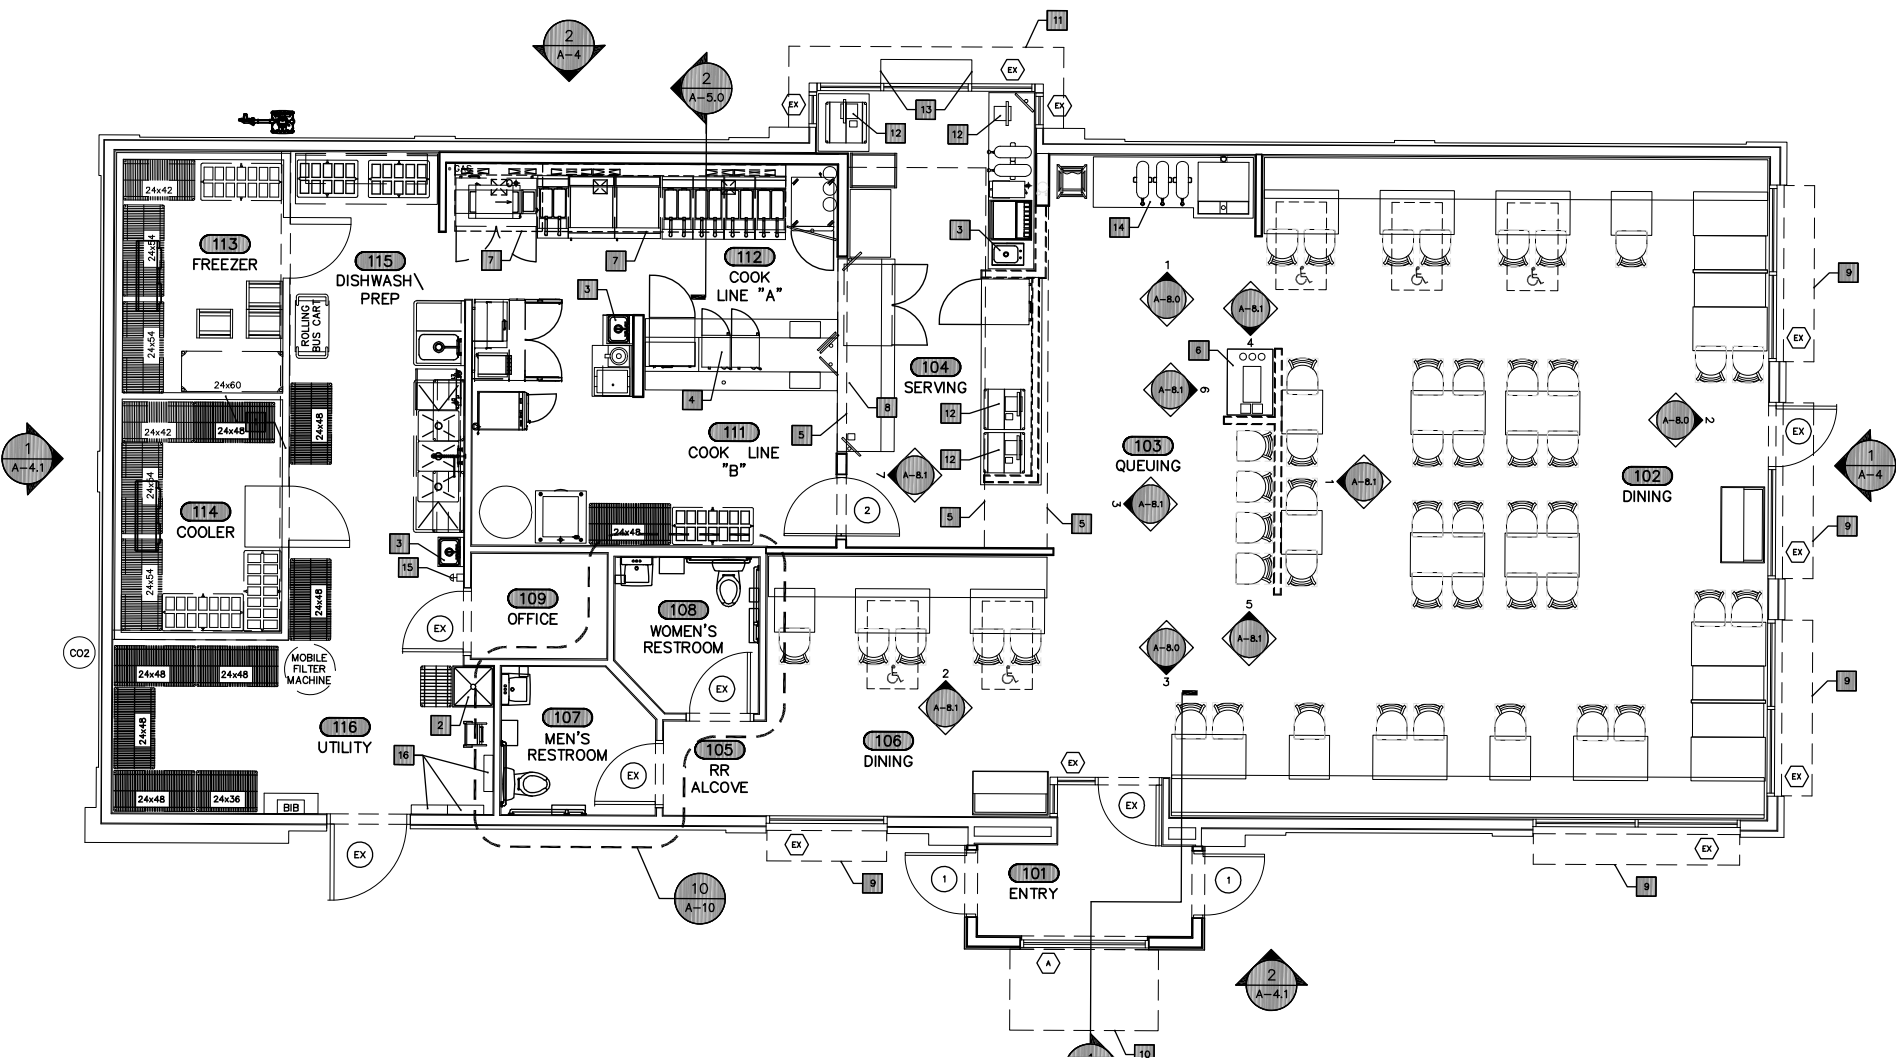 11
2
A-4
2
A-5.0
EX
EX
EX
13
12
12
GAS
24x42
113
FREEZER
24x54
115
DISHWASH\
PREP
7
7
112
COOK
LINE "A"
3
14
9
3
1
A-8.0
A-8.1
4
ROLLING
BUS CART
24x54
24x60
104
SERVING
6
EX
A-8.1
6
4
8
12
24x42
24x48
24x48
111
COOK LINE
"B"
5
12
103
QUEUING
A-8.0
2
EX
1
A-4.1
1
A-4
7
A-8.1
1
A-8.1
102
DINING
24x54
114
COOLER
2
3
A-8.1
5
5
9
24x48
3
EX
15
24x54
24x48
109
OFFICE
108
WOMEN'S
RESTROOM
EX
5
A-8.1
A-8.0
3
CO2
MOBILE
FILTER
MACHINE
24x48
24x48
EX
2
A-8.1
9
24x48
116
UTILITY
2
107
MEN'S
RESTROOM
105
RR
ALCOVE
106
DINING
16
EX
EX
EX
24x48
24x36
BIB
EX
EX
EX
EX
9
1
101
ENTRY
1
9
10
A-10
A
2
A-4.1
10
1